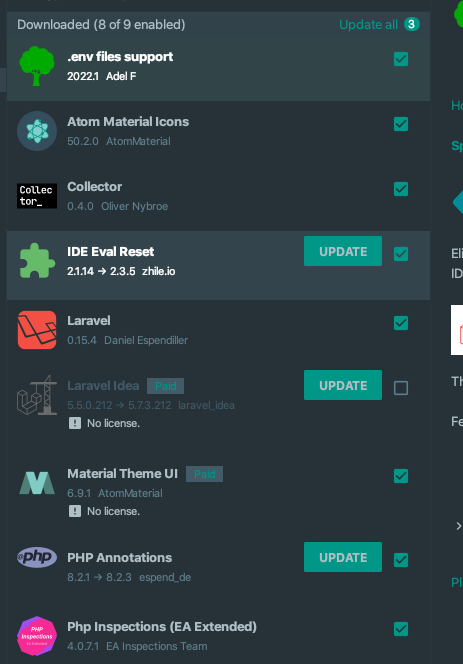 Downloaded (8 of 9 enabled) Update all 3
.env files support
2022.1 Adel F
Atom Material Icons
50.2.0 AtomMaterial
Collec
tor_
Collector
0.4.0 Oliver Nybroe
IDE Eval Reset UPDATE
2.1.14 → 2.3.5 zhile.io
Laravel
0.15.4 Daniel Espendiller
Laravel Idea Paid UPDATE
5.5.0.212 → 5.7.3.212 laravel_idea
No license.
Material Theme UI Paid
6.9.1 AtomMaterial
No license.
@php
PHP Annotations UPDATE
8.2.1 → 8.2.3 espend_de
PHP
Inspections
Php Inspections (EA Extended)
4.0.7.1 EA Inspections Team
Ho
Sp
Eli
ID
Th
Fe
Pl